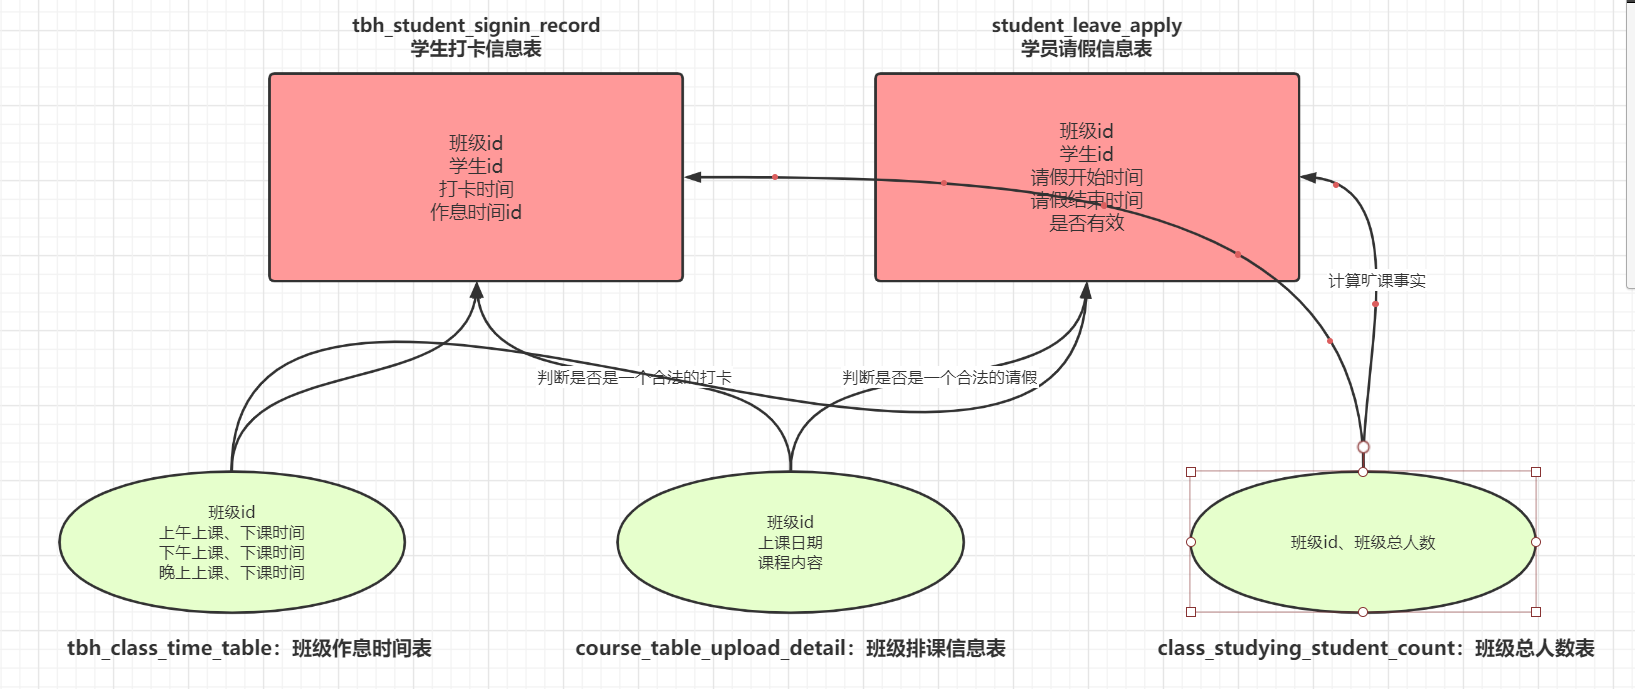 tbh_student_signin_record
学生打卡信息表
student_leave_apply
学员请假信息表
班级id
学生id
打卡时间
作息时间id
班级id
学生id
请假开始时间
请假结束时间
是否有效
计算旷课事实
判断是否是一个合法的打卡
判断是否是一个合法的请假
班级id
上午上课、下课时间
下午上课、下课时间
晚上上课、下课时间
班级id
上课日期
课程内容
班级id、班级总人数
tbh_class_time_table：班级作息时间表
course_table_upload_detail：班级排课信息表
class_studying_student_count：班级总人数表